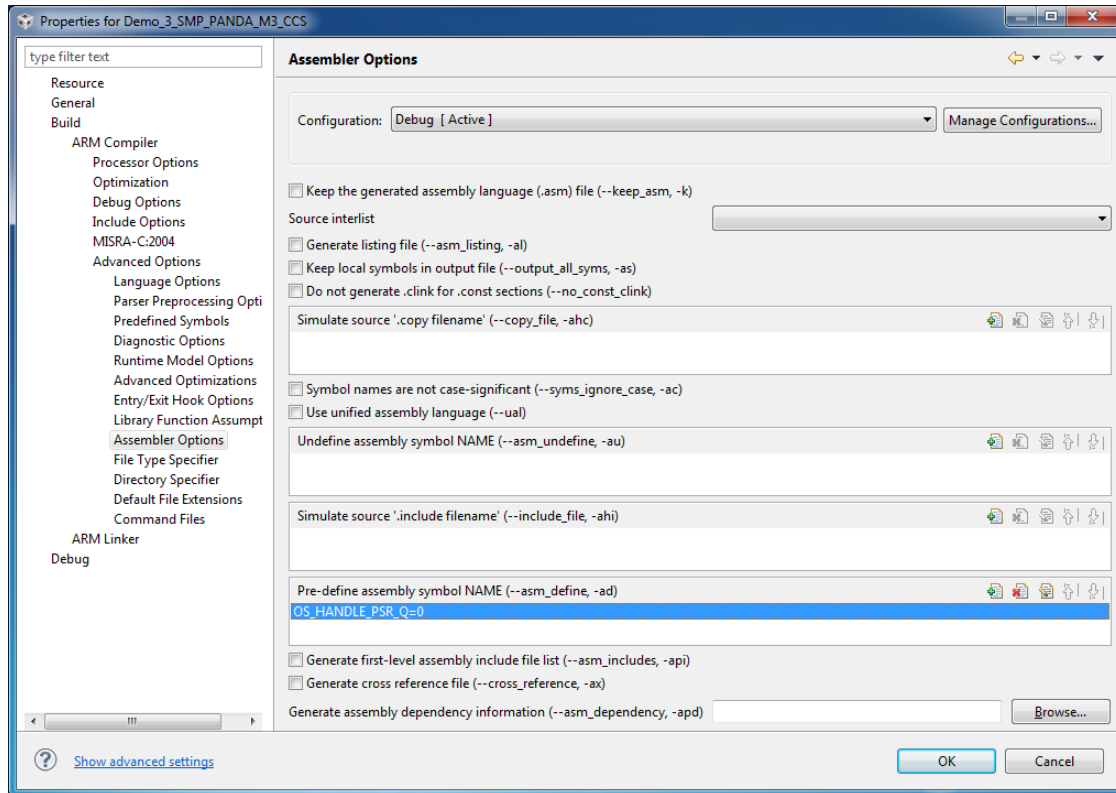 Properties for Demo_3_SMP_PANDA_M3_CCS
type filter text
Resource
General
Build
ARM Compiler
Processor Options
Optimization
Debug Options
Include Options
MISRA-C:2004
Advanced Options
Language Options
Parser Preprocessing Opti
Predefined Symbols
Diagnostic Options
Runtime Model Options
Advanced Optimizations
Entry/Exit Hook Options
Library Function Assumpt
Assembler Options
File Type Specifier
Directory Specifier
Default File Extensions
Command Files
ARM Linker
Debug
Assembler Options
Configuration: Debug [ Active ] Manage Configurations...
Keep the generated assembly language (.asm) file (--keep_asm, -k)
Source interlist
Generate listing file (--asm_listing, -al)
Keep local symbols in output file (--output_all_syms, -as)
Do not generate .clink for .const sections (--no_const_clink)
Simulate source '.copy filename' (--copy_file, -ahc)
Symbol names are not case-significant (--syms_ignore_case, -ac)
Use unified assembly language (--ual)
Undefine assembly symbol NAME (--asm_undefine, -au)
Simulate source '.include filename' (--include_file, -ahi)
Pre-define assembly symbol NAME (--asm_define, -ad)
OS_HANDLE_PSR_Q=0
Generate first-level assembly include file list (--asm_includes, -api)
Generate cross reference file (--cross_reference, -ax)
Generate assembly dependency information (--asm_dependency, -apd) Browse...
Show advanced settings
OK Cancel